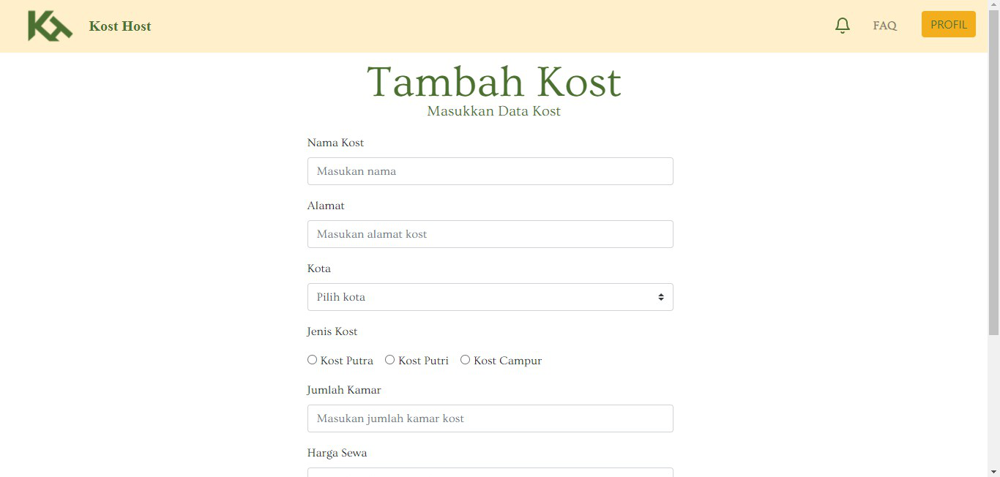 Kost Host
FAQ
PROFIL
Tambah Kost
Masukkan Data Kost
Nama Kost
Masukan nama
Alamat
Masukan alamat kost
Kota
Pilih kota
Jenis Kost
Kost Putra Kost Putri Kost Campur
Jumlah Kamar
Masukan jumlah kamar kost
Harga Sewa